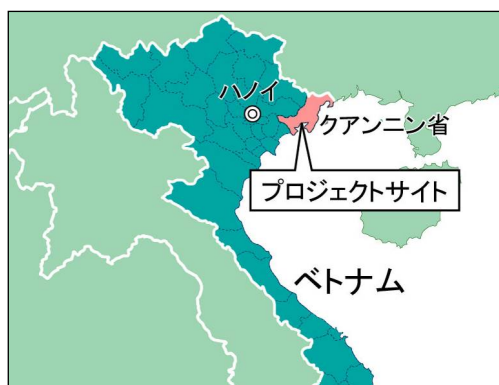 ハノイ
クアンニン省
プロジェクトサイト
ベトナム